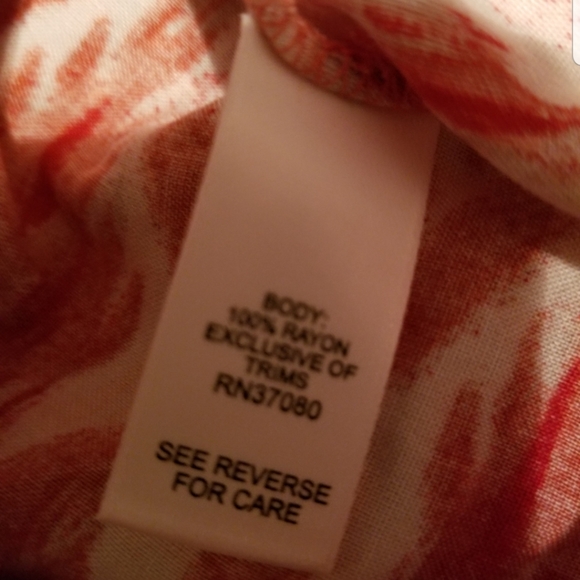 BODY:
100% RAYON
EXCLUSIVE OF
TRIMS
RN37080
SEE REVERSE
FOR CARE